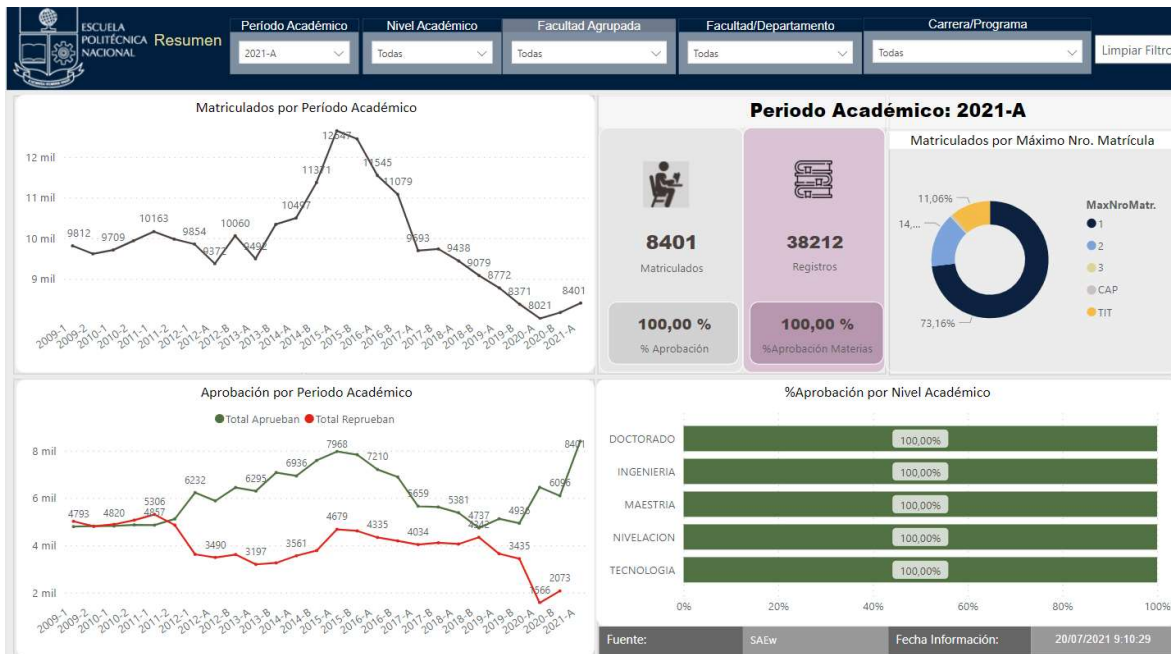 ESCUELA
POLITÉCNICA
NACIONAL
Resumen
Período Académico
2021-A
Nivel Académico
Todas
Facultad Agrupada
Todas
Facultad/Departamento
Todas
Carrera/Programa
Todas
Limpiar Filtro
Matriculados por Período Académico
12 mil
11 mil
10 mil
9 mil
9812
9709
10163
9854
9372
10060
9492
10497
11371
12647
11545
11079
9693
9438
9079
8772
8371
8021
8401
2009-1
2009-2
2010-1
2010-2
2011-1
2011-2
2012-1
2012-A
2012-B
2013-A
2013-B
2014-A
2014-B
2015-A
2015-B
2016-A
2016-B
2017-A
2017-B
2018-A
2018-B
2019-A
2019-B
2020-A
2020-B
2021-A
Periodo Académico: 2021-A
8401
Matriculados
100,00 %
% Aprobación
38212
Registros
100,00 %
%Aprobación Materias
Matriculados por Máximo Nro. Matrícula
11,06%
14,...
73,16%
MaxNroMatr.
1
2
3
CAP
TIT
Aprobación por Periodo Académico
Total Aprueban
Total Reprueban
8 mil
6 mil
4 mil
2 mil
4793
4820
5306
4857
6232
6295
6936
7968
7210
5659
5381
4737
4936
6096
8401
3490
3197
3561
4679
4335
4034
4342
3435
1566
2073
2009-1
2009-2
2010-1
2010-2
2011-1
2011-2
2012-1
2012-A
2012-B
2013-A
2013-B
2014-A
2014-B
2015-A
2015-B
2016-A
2016-B
2017-A
2017-B
2018-A
2018-B
2019-A
2019-B
2020-A
2020-B
2021-A
%Aprobación por Nivel Académico
DOCTORADO
100,00%
INGENIERIA
100,00%
MAESTRIA
100,00%
NIVELACION
100,00%
TECNOLOGIA
100,00%
0%
20%
40%
60%
80%
100%
Fuente:
SAEw
Fecha Información:
20/07/2021 9:10:29